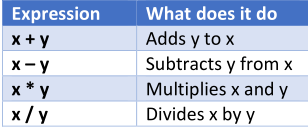 Expression What does it do
x + y Adds y to x
x – y Subtracts y from x
x * y Multiplies x and y
x / y Divides x by y